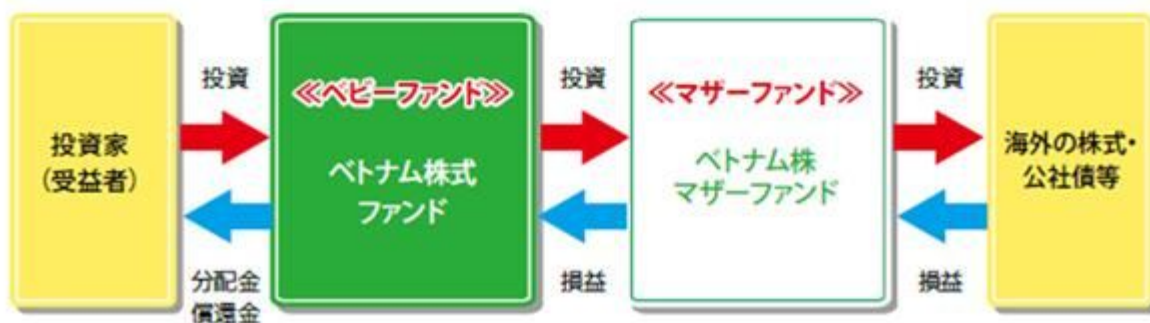 投資家
（受益者）
投資
分配金
償還金
≪ベビーファンド≫
ベトナム株式
ファンド
投資
損益
≪マザーファンド≫
ベトナム株
マザーファンド
投資
損益
海外の株式・
公社債等